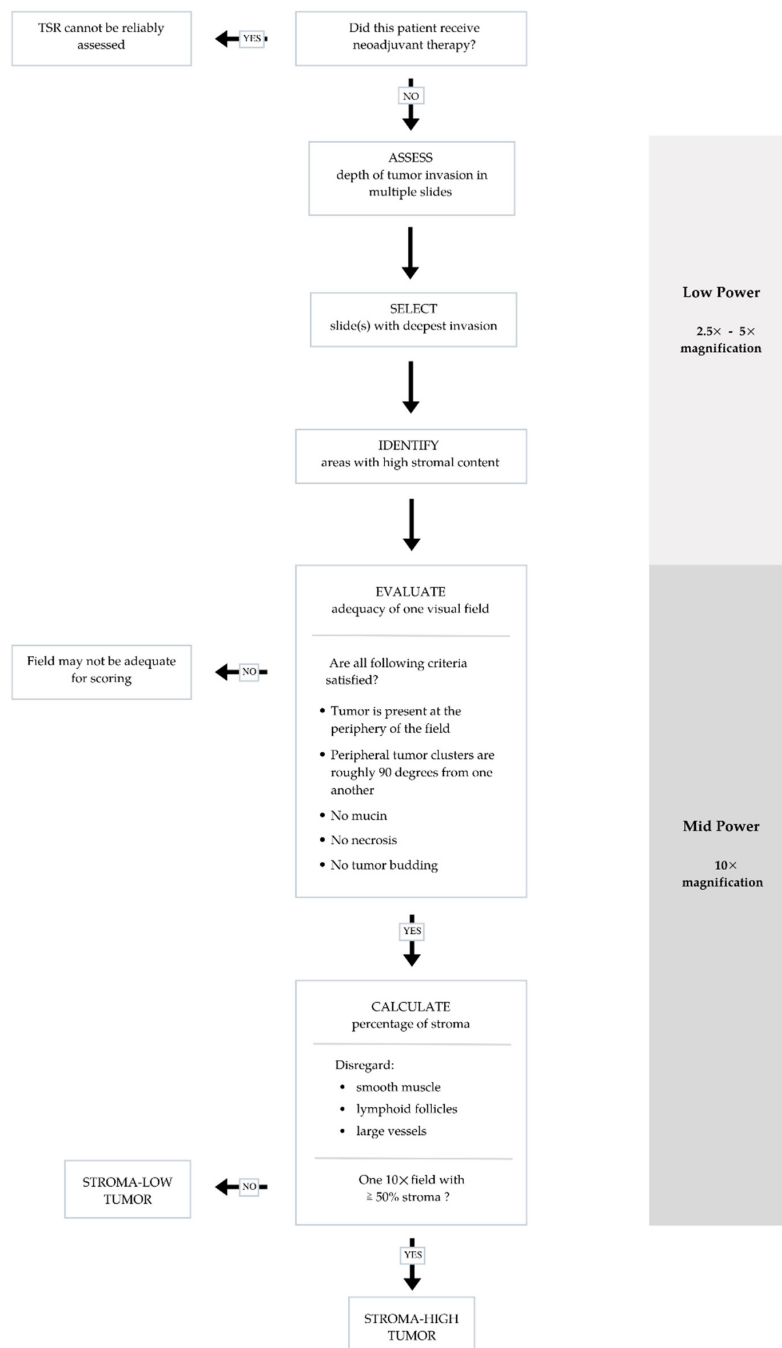 TSR cannot be reliably
assessed
YES
Did this patient receive
neoadjuvant therapy?
NO
ASSESS
depth of tumor invasion in
multiple slides
SELECT
slide(s) with deepest invasion
IDENTIFY
areas with high stromal content
Low Power
2.5× - 5×
magnification
EVALUATE
adequacy of one visual field
Field may not be adequate
for scoring
NO
Are all following criteria
satisfied?
• Tumor is present at the
periphery of the field
• Peripheral tumor clusters are
roughly 90 degrees from one
another
• No mucin
• No necrosis
• No tumor budding
Mid Power
10×
magnification
YES
CALCULATE
percentage of stroma
Disregard:
• smooth muscle
• lymphoid follicles
• large vessels
One 10× field with
≧ 50% stroma ?
NO
STROMA-LOW
TUMOR
YES
STROMA-HIGH
TUMOR